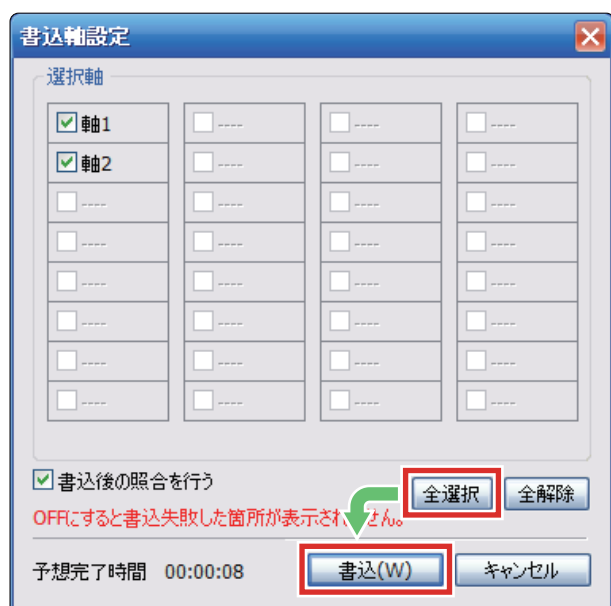 書込軸設定
選択軸
軸1 ---- ---- ----
軸2 ---- ---- ----
---- ---- ---- ----
---- ---- ---- ----
---- ---- ---- ----
---- ---- ---- ----
---- ---- ---- ----
---- ---- ---- ----
書込後の照合を行う
全選択 全解除
OFFにすると書込失敗した箇所が表示されません。
予想完了時間 00:00:08 書込(W) キャンセル